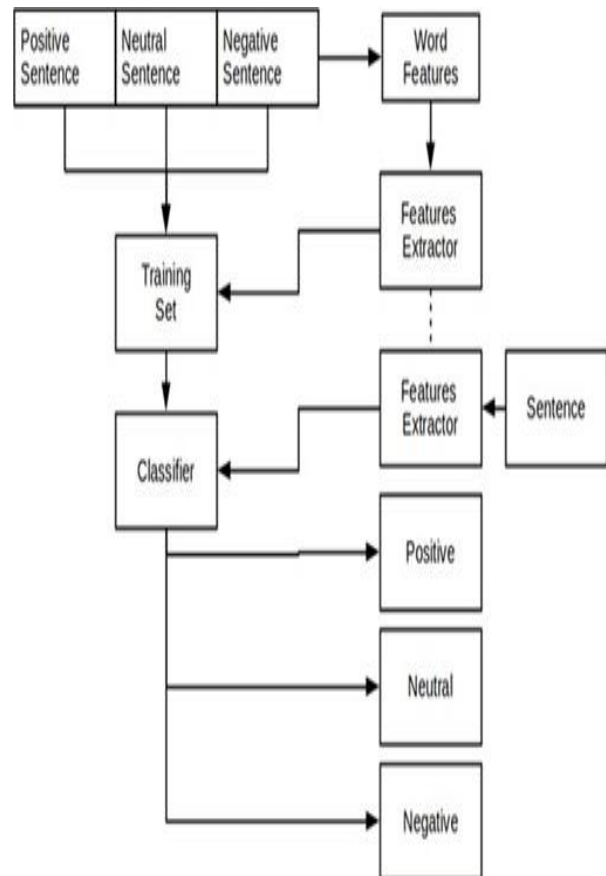 Positive
Sentence
Neutral
Sentence
Negative
Sentence
Word
Features
Features
Extractor
Training
Set
Features
Extractor
Sentence
Classifier
Positive
Neutral
Negative